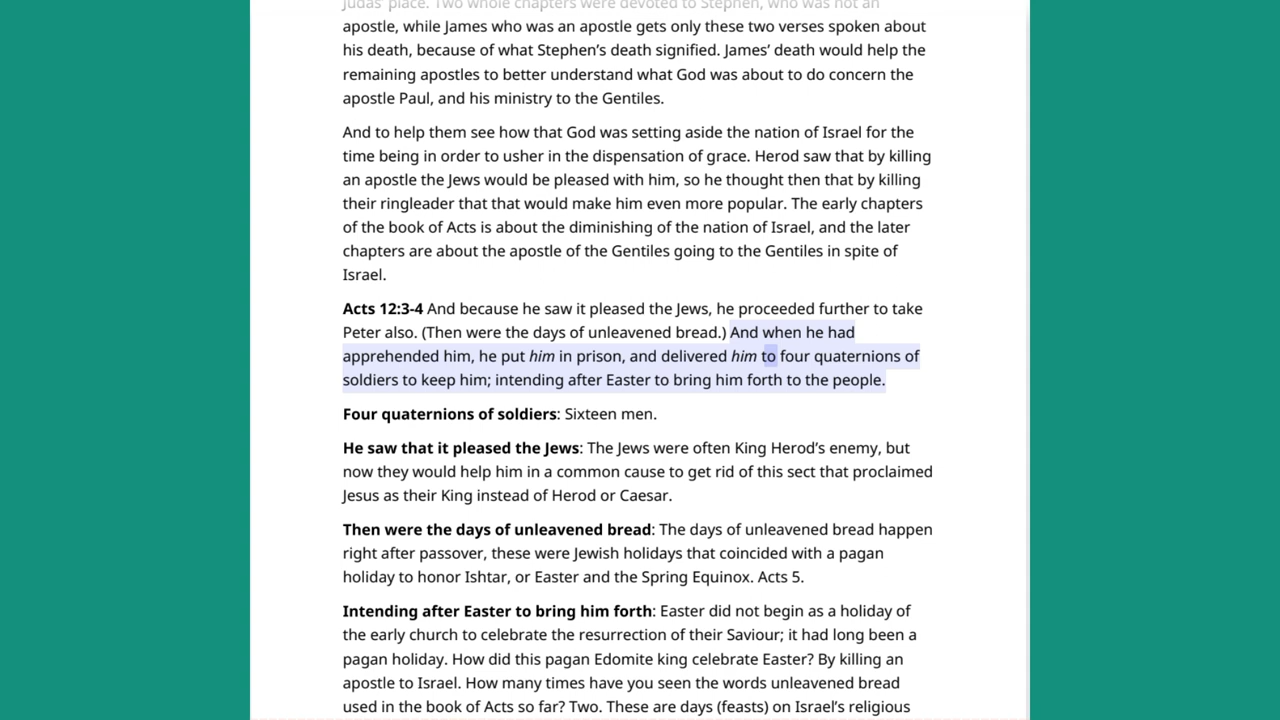 Judas' place. Two whole chapters were devoted to Stephen, who was not an
apostle, while James who was an apostle gets only these two verses spoken about
his death, because of what Stephen’s death signified. James’ death would help the
remaining apostles to better understand what God was about to do concern the
apostle Paul, and his ministry to the Gentiles.
And to help them see how that God was setting aside the nation of Israel for the
time being in order to usher in the dispensation of grace. Herod saw that by killing
an apostle the Jews would be pleased with him, so he thought then that by killing
their ringleader that that would make him even more popular. The early chapters
of the book of Acts is about the diminishing of the nation of Israel, and the later
chapters are about the apostle of the Gentiles going to the Gentiles in spite of
Israel.
Acts 12:3-4 And because he saw it pleased the Jews, he proceeded further to take
Peter also. (Then were the days of unleavened bread.) And when he had
apprehended him, he put him in prison, and delivered him to four quaternions of
soldiers to keep him; intending after Easter to bring him forth to the people.
Four quaternions of soldiers: Sixteen men.
He saw that it pleased the Jews: The Jews were often King Herod’s enemy, but
now they would help him in a common cause to get rid of this sect that proclaimed
Jesus as their King instead of Herod or Caesar.
Then were the days of unleavened bread: The days of unleavened bread happen
right after passover, these were Jewish holidays that coincided with a pagan
holiday to honor Ishtar, or Easter and the Spring Equinox. Acts 5.
Intending after Easter to bring him forth: Easter did not begin as a holiday of
the early church to celebrate the resurrection of their Saviour; it had long been a
pagan holiday. How did this pagan Edomite king celebrate Easter? By killing an
apostle to Israel. How many times have you seen the words unleavened bread
used in the book of Acts so far? Two. These are days (feasts) on Israel’s religious